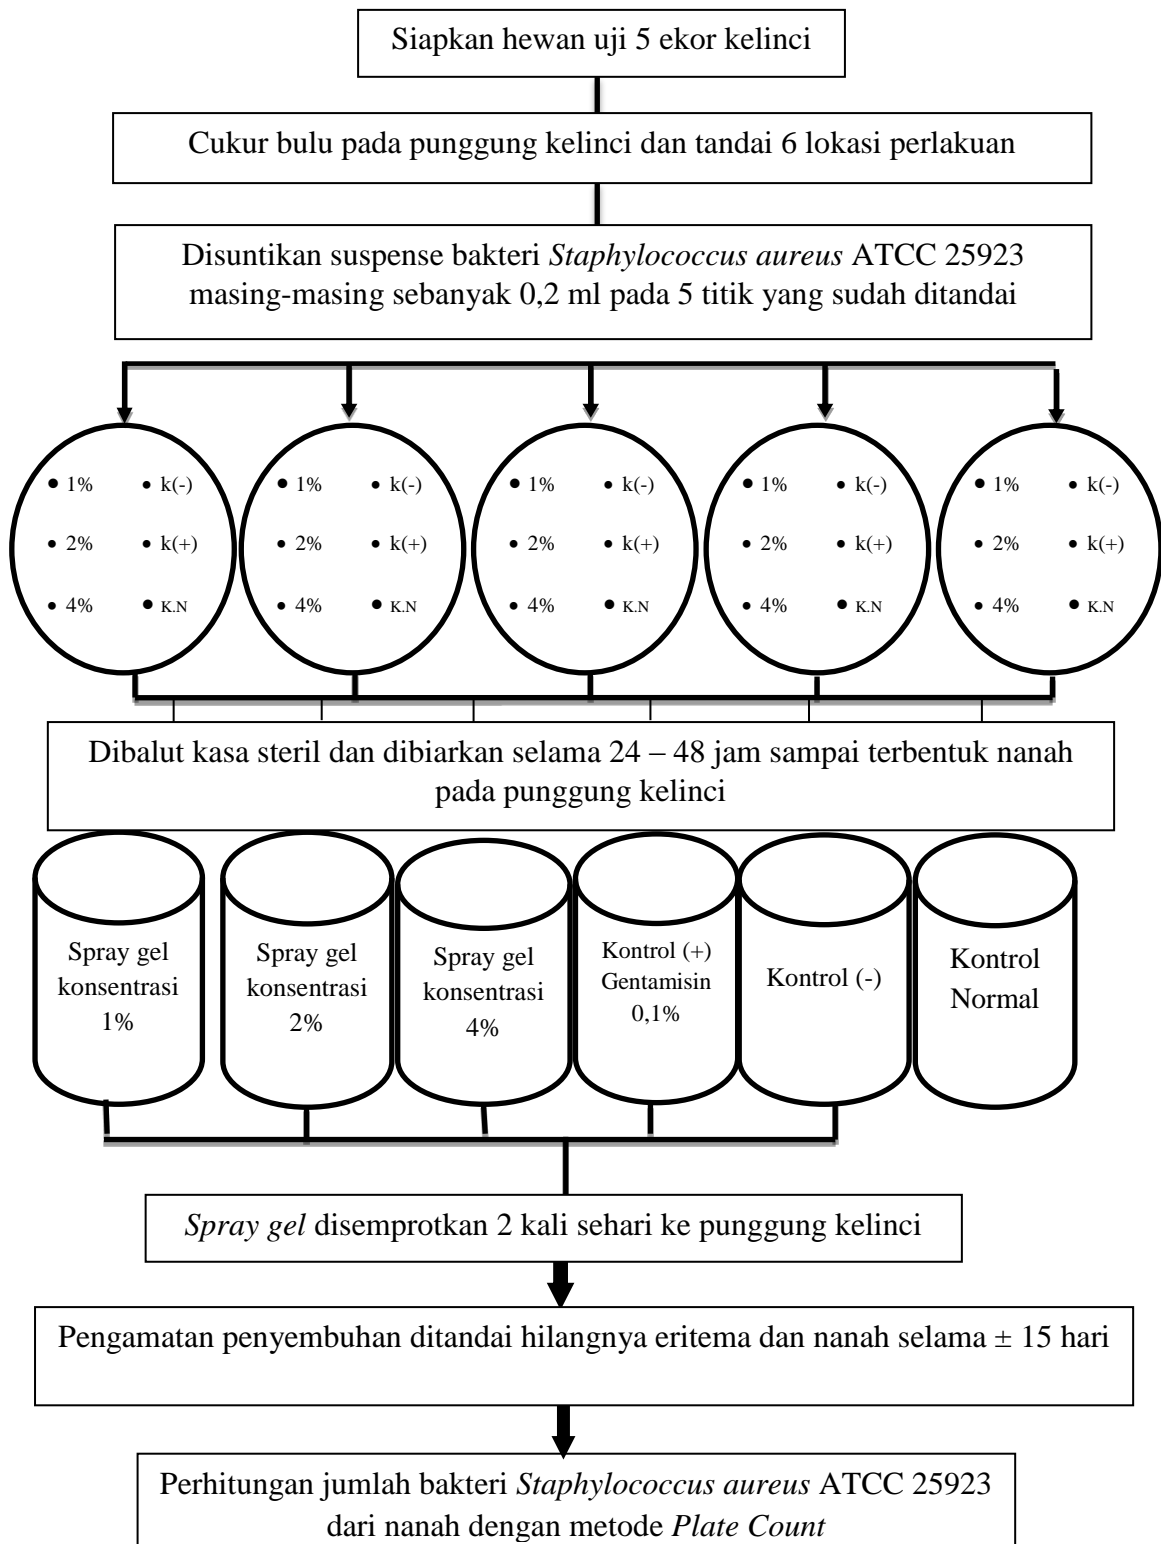 Siapkan hewan uji 5 ekor kelinci
Cukur bulu pada punggung kelinci dan tandai 6 lokasi perlakuan
Disuntikan suspense bakteri Staphylococcus aureus ATCC 25923
masing-masing sebanyak 0,2 ml pada 5 titik yang sudah ditandai
• 1% • k(-)
• 2% • k(+)
• 4% • K.N
• 1% • k(-)
• 2% • k(+)
• 4% • K.N
• 1% • k(-)
• 2% • k(+)
• 4% • K.N
• 1% • k(-)
• 2% • k(+)
• 4% • K.N
• 1% • k(-)
• 2% • k(+)
• 4% • K.N
Dibalut kasa steril dan dibiarkan selama 24 – 48 jam sampai terbentuk nanah
pada punggung kelinci
Spray gel
konsentrasi
1%
Spray gel
konsentrasi
2%
Spray gel
konsentrasi
4%
Kontrol (+)
Gentamisin
0,1%
Kontrol (-)
Kontrol
Normal
Spray gel disemprotkan 2 kali sehari ke punggung kelinci
Pengamatan penyembuhan ditandai hilangnya eritema dan nanah selama ± 15 hari
Perhitungan jumlah bakteri Staphylococcus aureus ATCC 25923
dari nanah dengan metode Plate Count